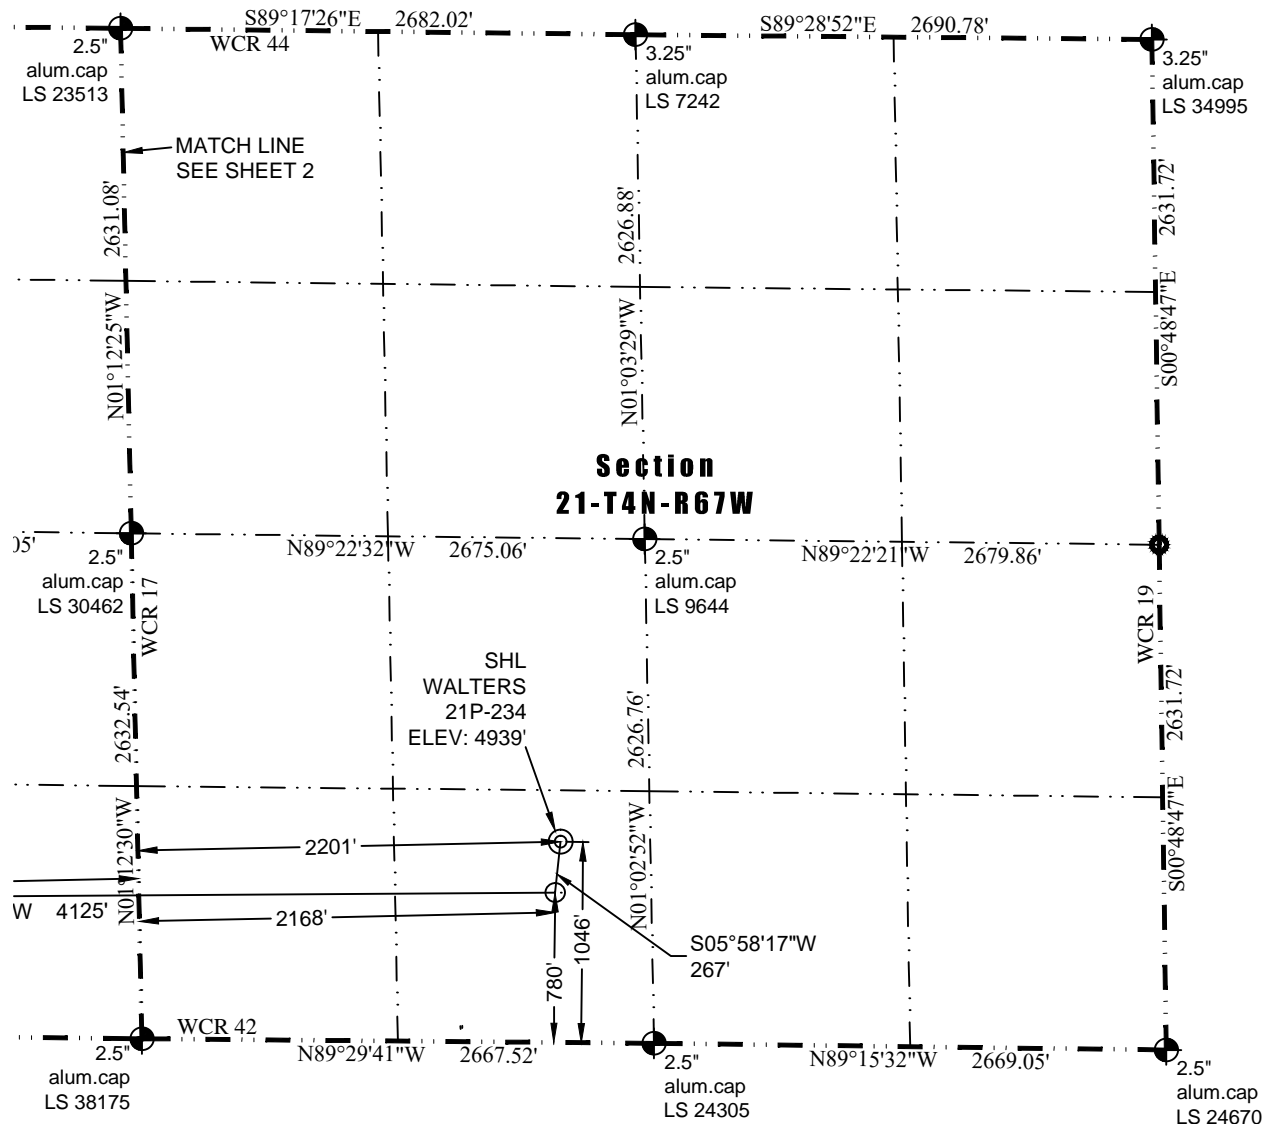 S89°17'26"E 2682.02'
S89°28'52"E 2690.78'
WCR 44
2.5"
alum.cap
LS 23513
3.25"
alum.cap
LS 7242
3.25"
alum.cap
LS 34995
MATCH LINE
SEE SHEET 2
2631.08'
N01°12'25"W
2626.88'
N01°03'29"W
2631.72'
S00°48'47"E
Section
21-T4N-R67W
05'
2.5"
alum.cap
LS 30462
N89°22'32"W 2675.06'
2.5"
alum.cap
LS 9644
N89°22'21"W 2679.86'
WCR 17
WCR 19
SHL
WALTERS
21P-234
ELEV: 4939'
2632.54'
N01°12'30"W
2626.76'
N01°02'52"W
2631.72'
S00°48'47"E
2201'
W 4125'
2168'
780'
1046'
S05°58'17"W
267'
WCR 42
2.5"
alum.cap
LS 38175
N89°29'41"W 2667.52'
2.5"
alum.cap
LS 24305
N89°15'32"W 2669.05'
2.5"
alum.cap
LS 24670